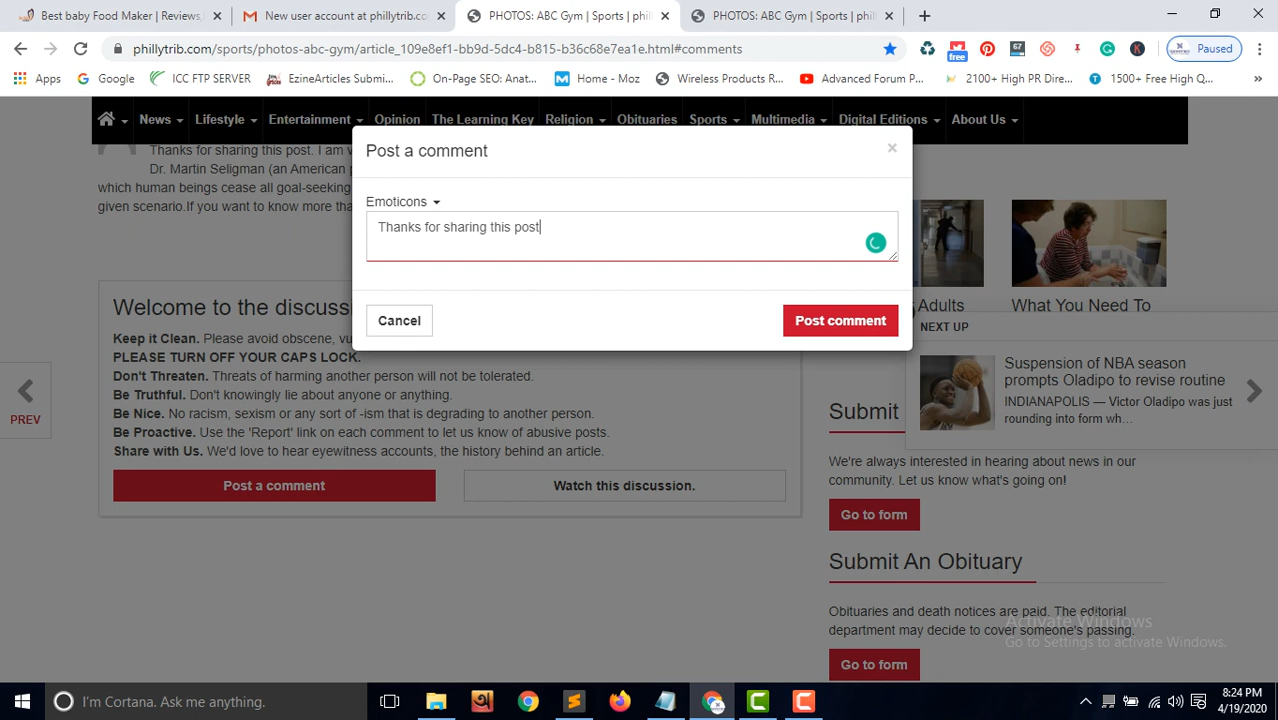 Best baby Food Maker | Reviews,
New user account at phillytrib.com
PHOTOS: ABC Gym | Sports | phil
PHOTOS: ABC Gym | Sports | phill
phillytrib.com/sports/photos-abc-gym/article_109e8ef1-bb9d-5dc4-b815-b36c68e7ea1e.html#comments
67
free
K
Paused
Apps
Google
ICC FTP SERVER
EzineArticles Submi...
On-Page SEO: Anat...
Home - Moz
Wireless Products R...
Advanced Forum P...
2100+ High PR Dire...
1500+ Free High Q...
News
Lifestyle
Entertainment
Opinion
The Learning Key
Religion
Obituaries
Sports
Multimedia
Digital Editions
About Us
Thanks for sharing this post. I am v
Dr. Martin Seligman (an American p
which human beings cease all goal-seeking
given scenario.If you want to know more tha
Post a comment
×
Emoticons
Thanks for sharing this post
Cancel
Post comment
Welcome to the discussi
Keep it Clean. Please avoid obscene, vu
PLEASE TURN OFF YOUR CAPS LOCK.
Don't Threaten. Threats of harming another person will not be tolerated.
Be Truthful. Don't knowingly lie about anyone or anything.
Be Nice. No racism, sexism or any sort of -ism that is degrading to another person.
Be Proactive. Use the 'Report' link on each comment to let us know of abusive posts.
Share with Us. We'd love to hear eyewitness accounts, the history behind an article.
Post a comment
Watch this discussion.
PREV
Adults
What You Need To
NEXT UP
Suspension of NBA season
prompts Oladipo to revise routine
INDIANAPOLIS — Victor Oladipo was just
rounding into form wh...
Submit
We're always interested in hearing about news in our
community. Let us know what's going on!
Go to form
Submit An Obituary
Obituaries and death notices are paid. The editorial
department may decide to cover someone's passing.
Go to form
Activate Windows
Go to Settings to activate Windows.
I'm Cortana. Ask me anything.
8:24 PM
4/19/2020